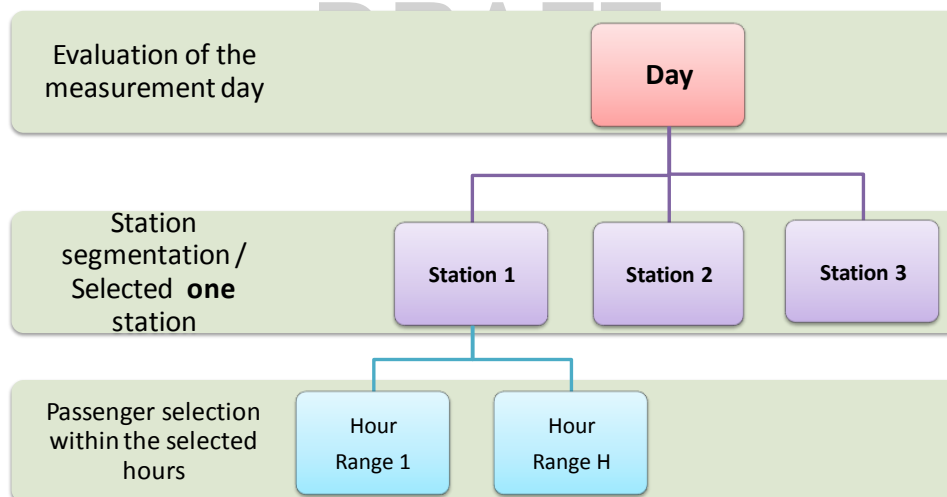 DRAFT
Evaluation of the
measurement day
Day
Station
segmentation /
Selected one
station
Station 1
Station 2
Station 3
Passenger selection
within the selected
hours
Hour
Range 1
Hour
Range H